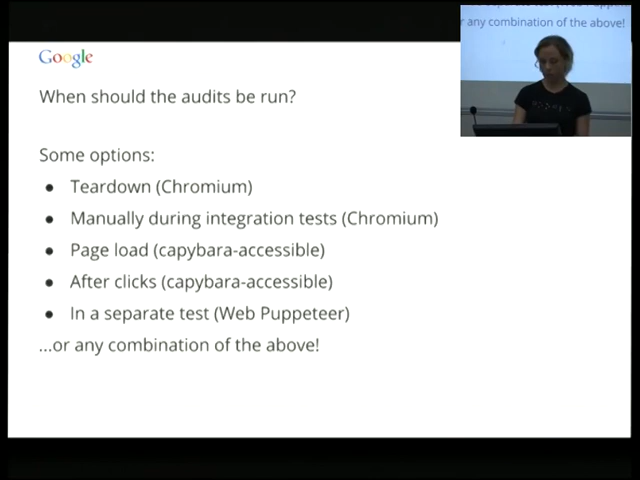 Google
When should the audits be run?
Some options:
● Teardown (Chromium)
● Manually during integration tests (Chromium)
● Page load (capybara-accessible)
● After clicks (capybara-accessible)
● In a separate test (Web Puppeteer)
...or any combination of the above!
r any combination of the above!